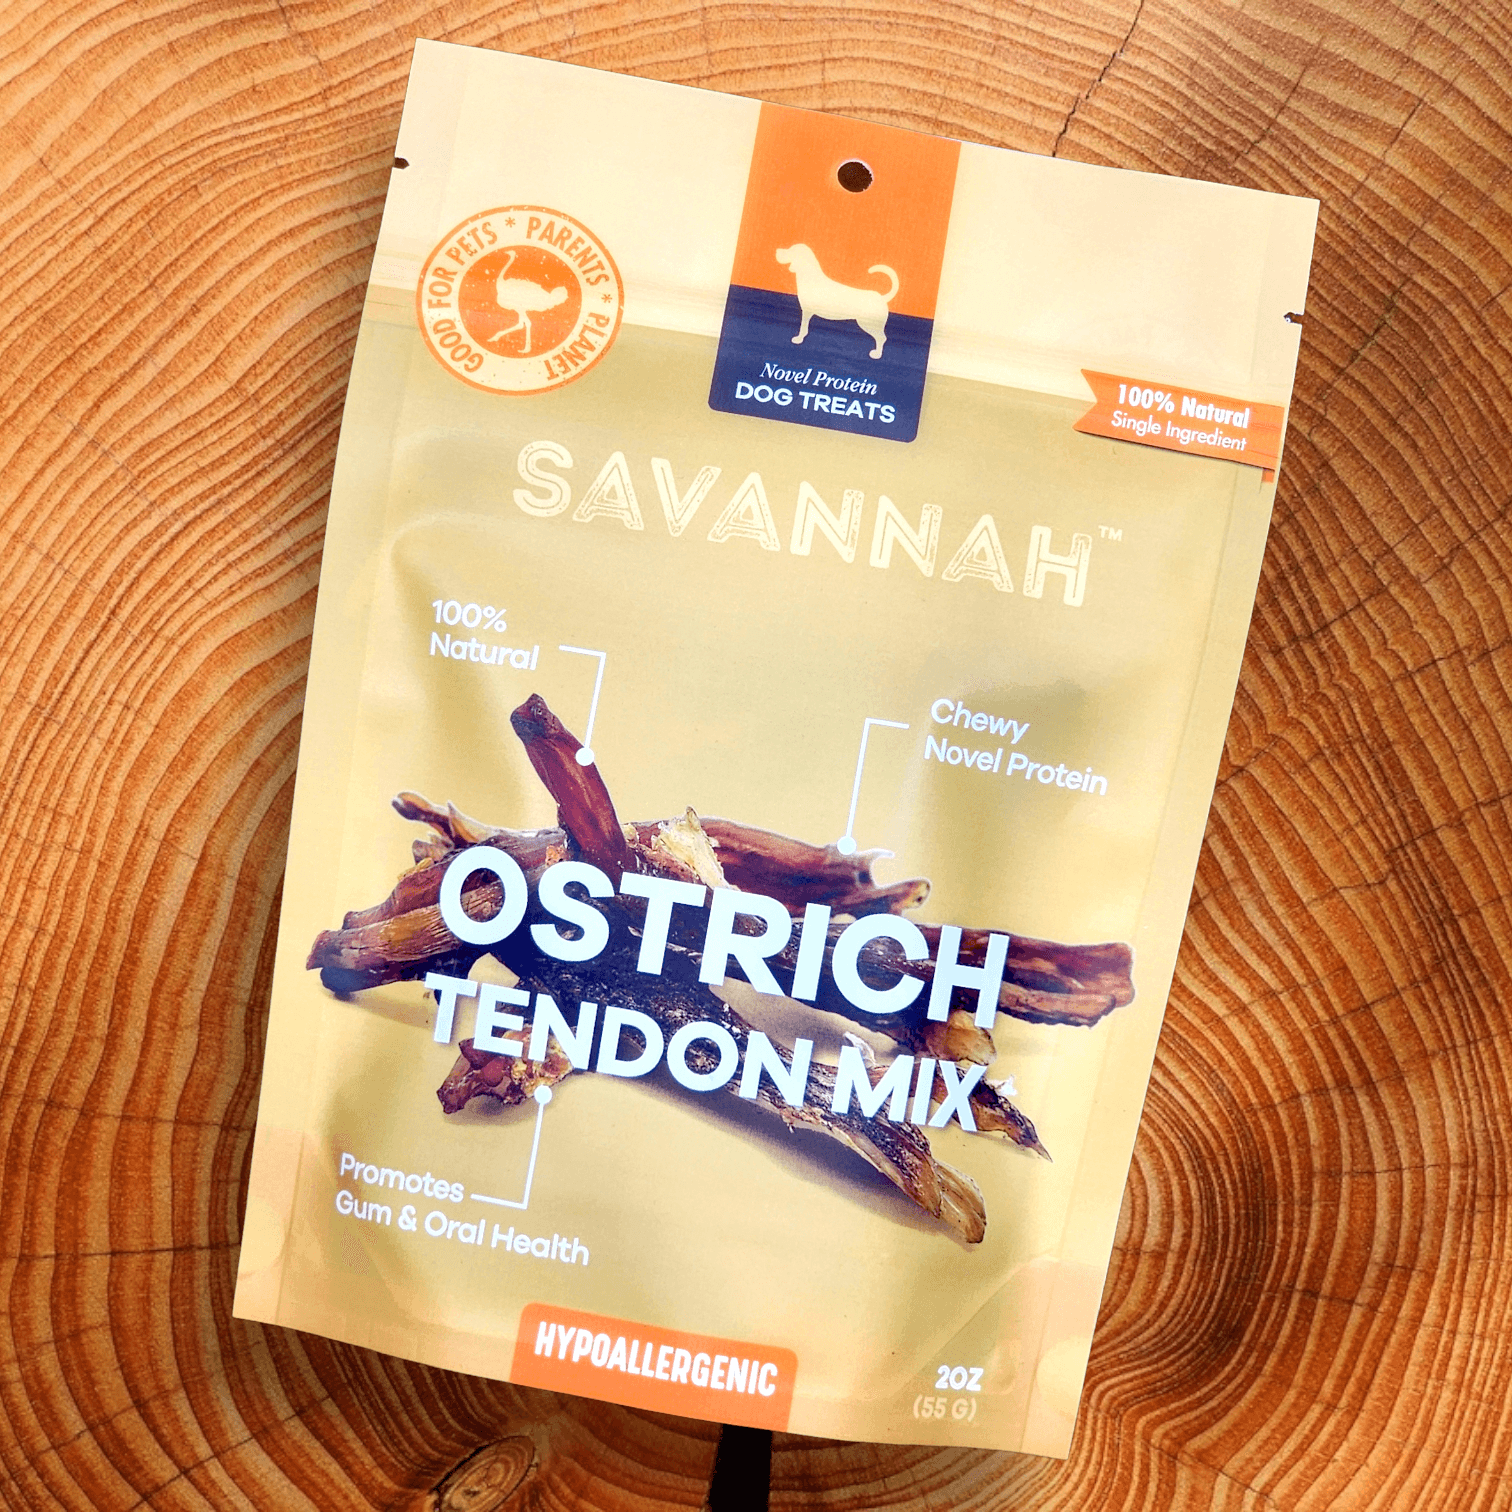 GOOD FOR PETS * PARENTS * PLANET
Novel Protein
DOG TREATS
100% Natural
Single Ingredient
SAVANNAH™
100%
Natural
Chewy
Novel Protein
OSTRICH
TENDON MIX
Promotes
Gum & Oral Health
HYPOALLERGENIC
2OZ
(55 G)